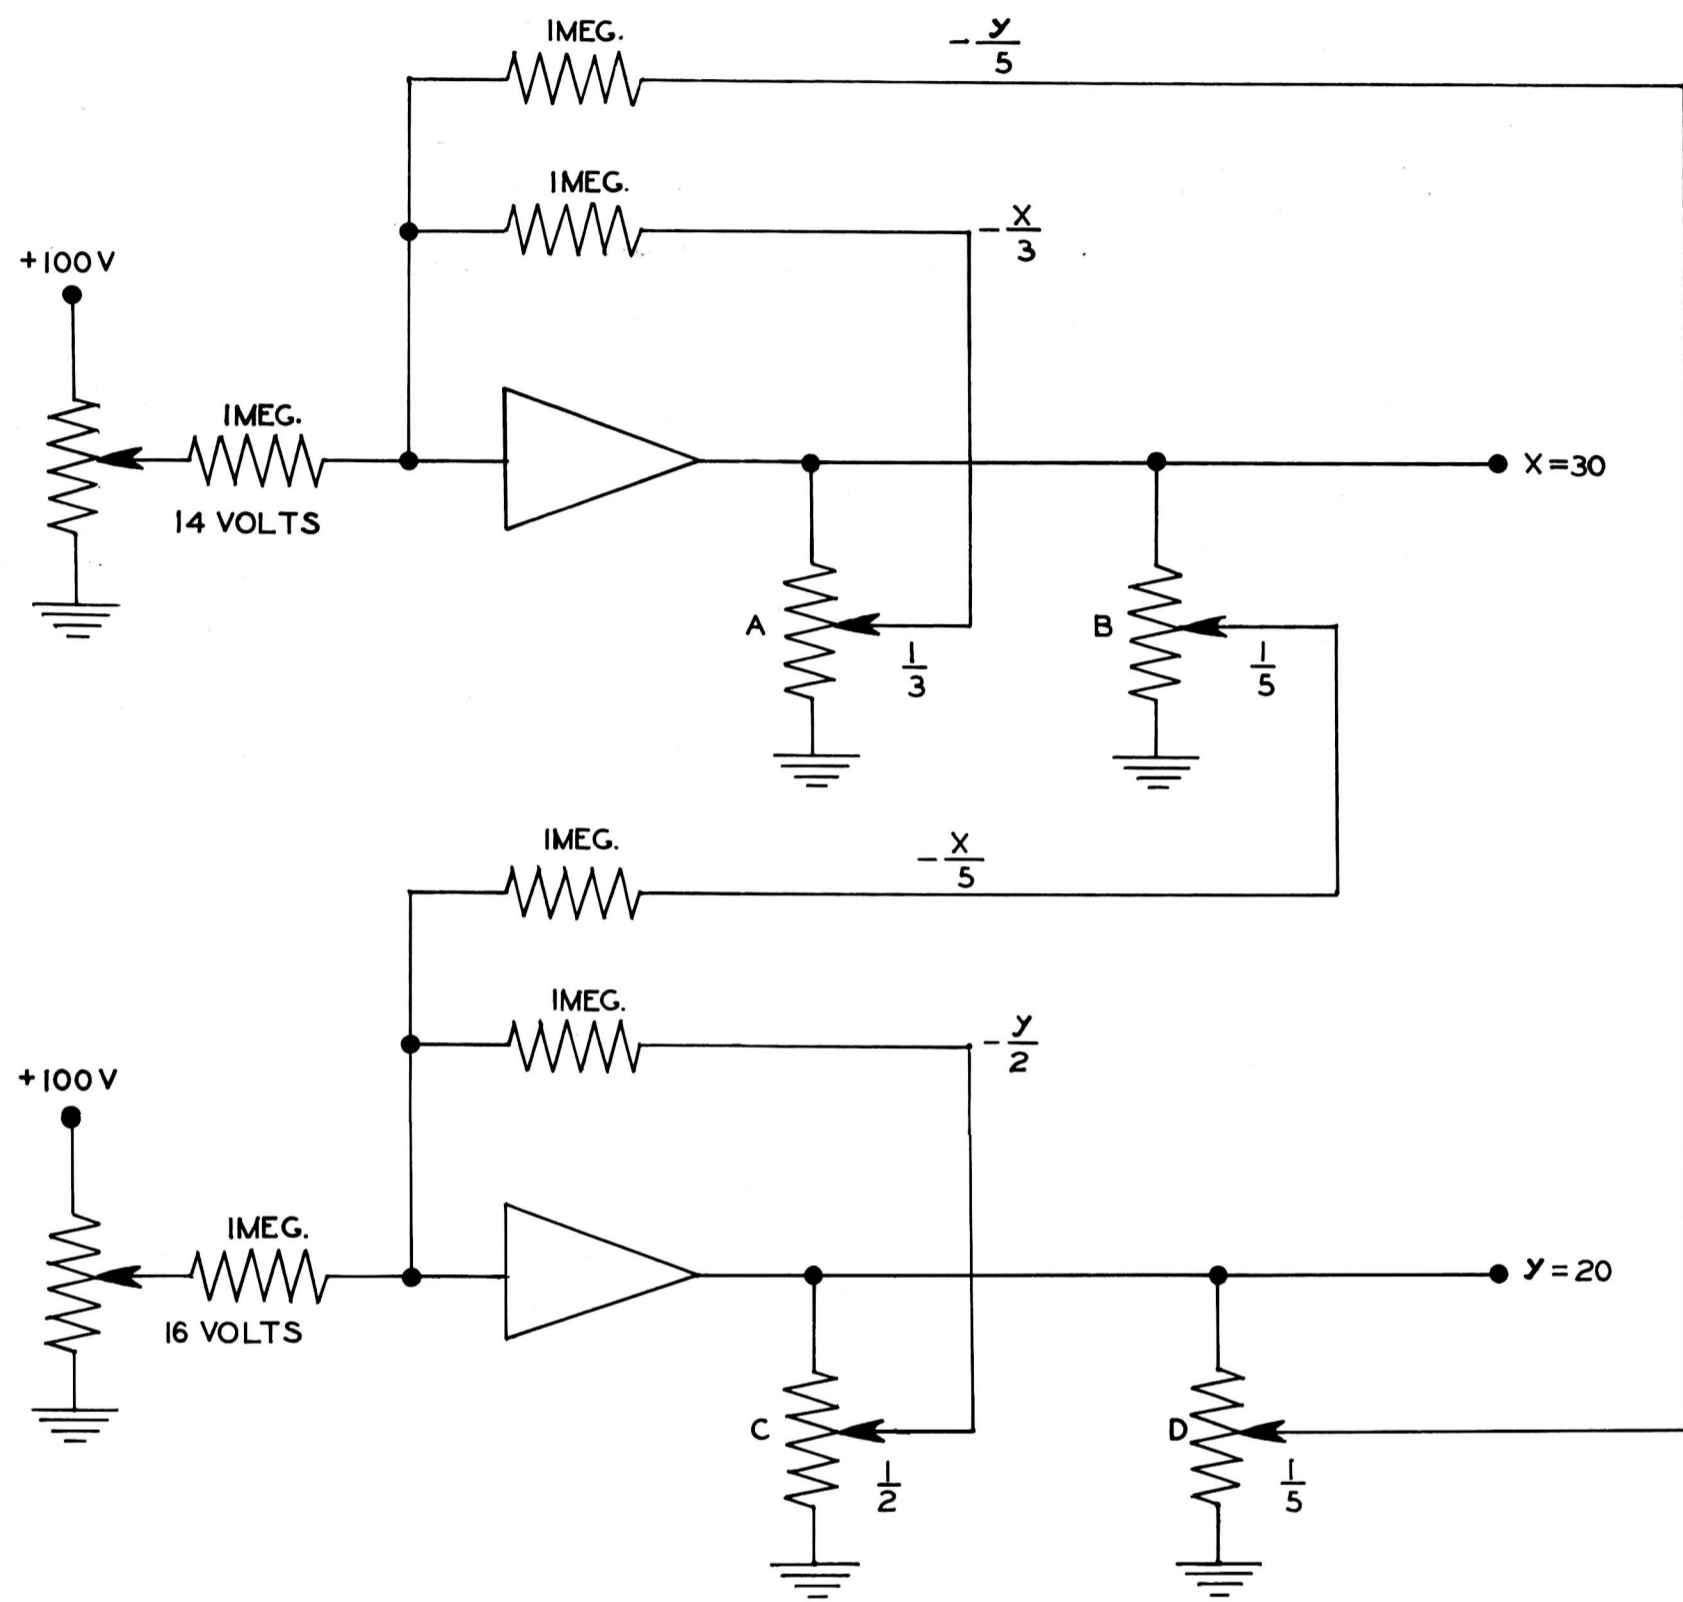 1MEG.
-y/5
1MEG.
-X/3
+100V
1MEG.
X=30
14 VOLTS
A
1/3
B
1/5
1MEG.
-X/5
1MEG.
-y/2
+100V
1MEG.
y=20
16 VOLTS
C
1/2
D
1/5